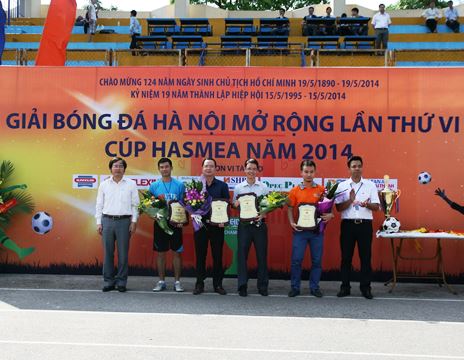 CHÀO MỪNG 124 NĂM NGÀY SINH CHỦ TỊCH HỒ CHÍ MINH 19/5/1890 - 19/5/2014
KỶ NIỆM 19 NĂM THÀNH LẬP HIỆP HỘI 15/5/1995 - 15/5/2014
GIẢI BÓNG ĐÁ HÀ NỘI MỞ RỘNG LẦN THỨ VI
CÚP HASMEA NĂM 2014